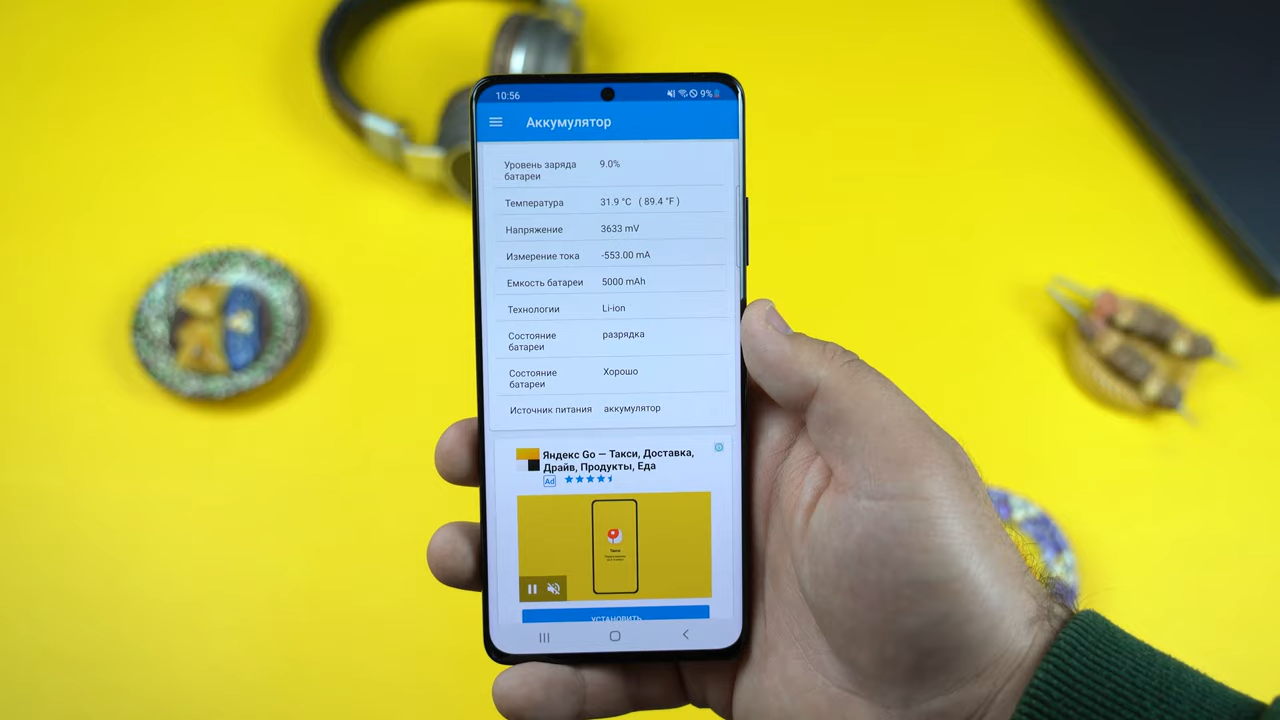 10:56
9%
Аккумулятор
Уровень заряда
батареи
9.0%
Температура
31.9 °C ( 89.4 °F )
Напряжение
3633 mV
Измерение тока
-553.00 mA
Емкость батареи
5000 mAh
Технологии
Li-ion
Состояние
батареи
разрядка
Состояние
батареи
Хорошо
Источник питания
аккумулятор
Яндекс Go — Такси, Доставка,
Драйв, Продукты, Еда
Ad
УСТАНОВИТЬ